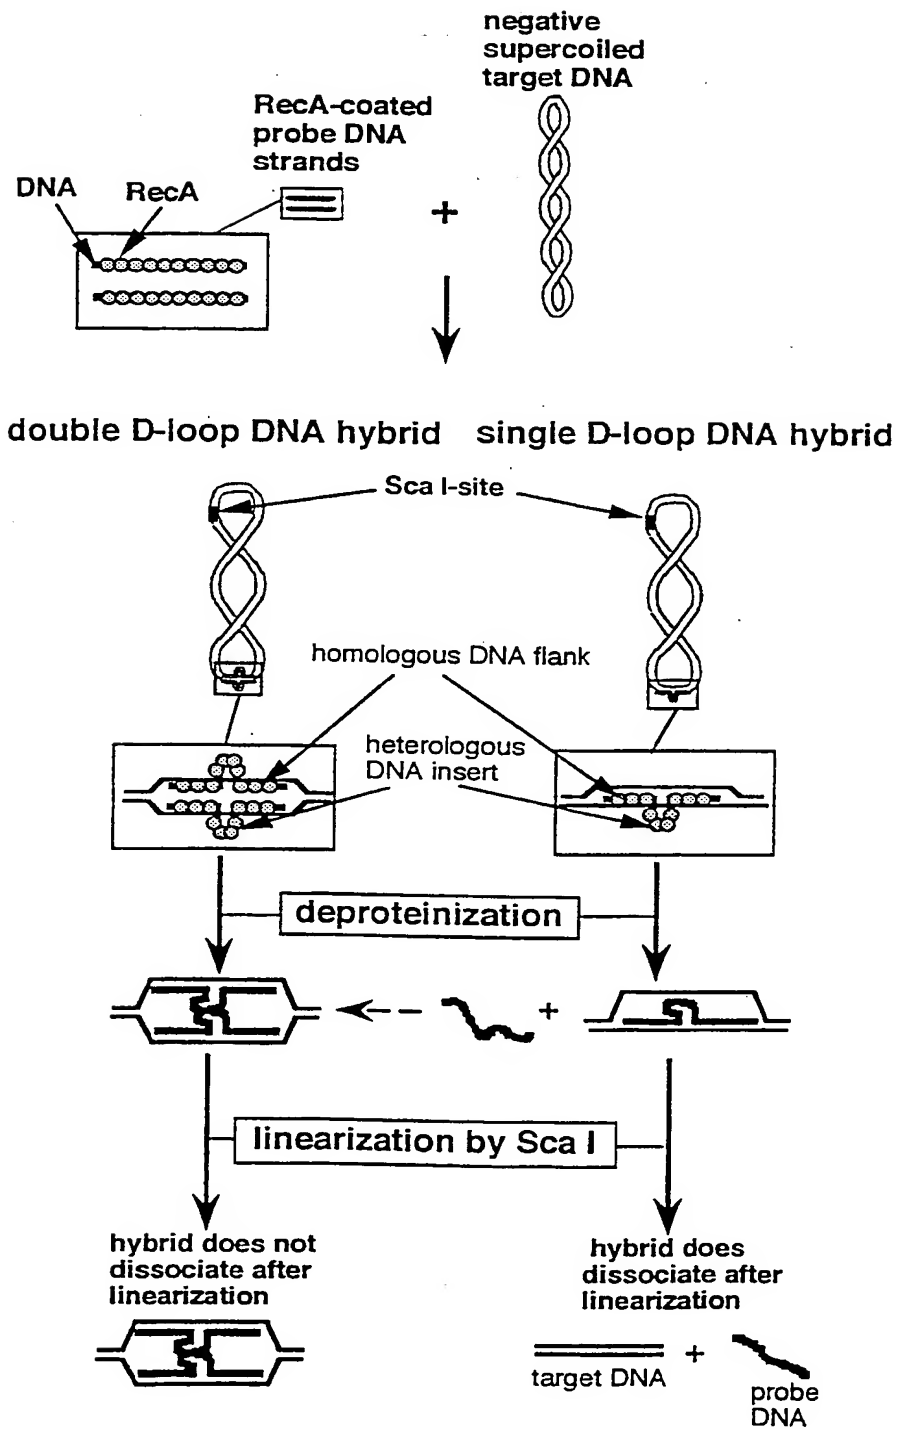 negative
supercoiled
target DNA
RecA-coated
probe DNA
strands
DNA
RecA
+
double D-loop DNA hybrid
single D-loop DNA hybrid
Sca I-site
homologous DNA flank
heterologous
DNA insert
deproteinization
+
linearization by Sca I
hybrid does not
dissociate after
linearization
hybrid does
dissociate after
linearization
+
target DNA
probe
DNA